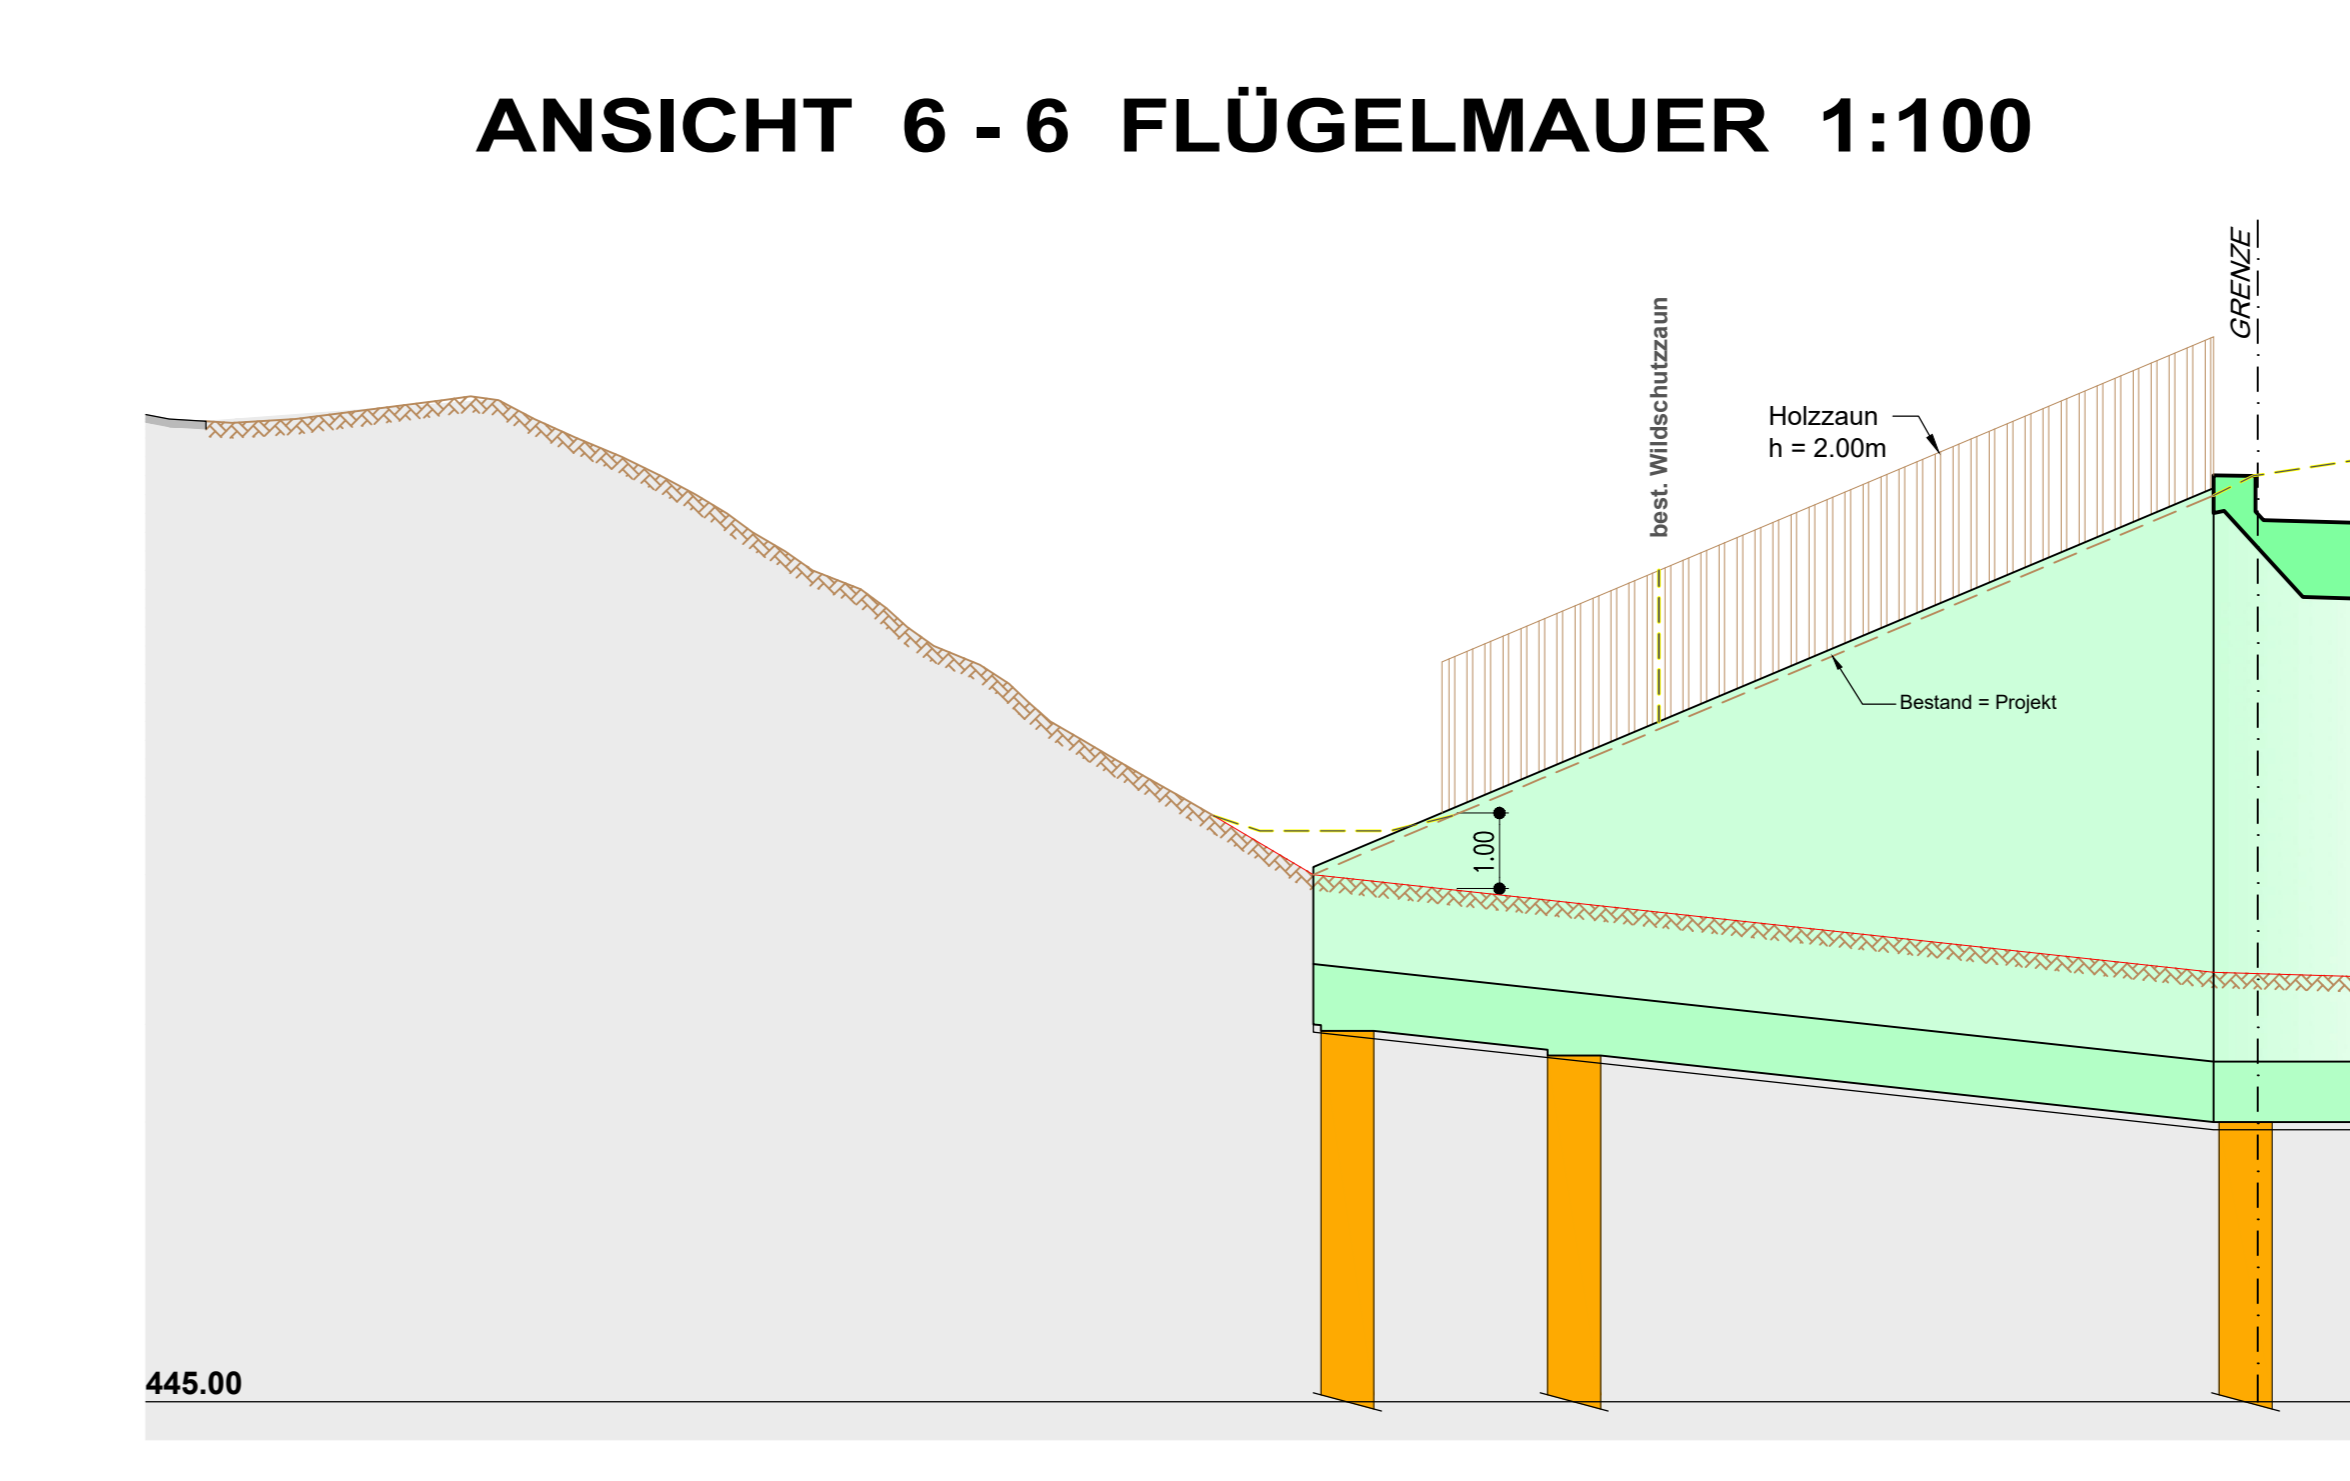 ANSICHT 6 - 6 FLÜGELMAUER 1:100
GRENZE
best. Wildschutzzaun
Holzzaun
h = 2.00m
Bestand = Projekt
1.00
445.00